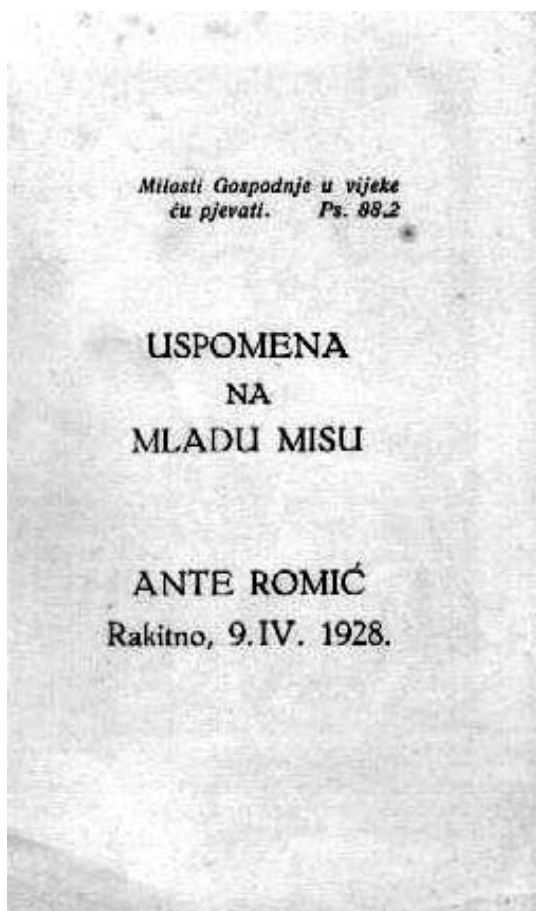 Milosti Gospodnje u vijeke
ću pjevati. Ps. 88.2
USPOMENA
NA
MLADU MISU
ANTE ROMIĆ
Rakitno, 9. IV. 1928.